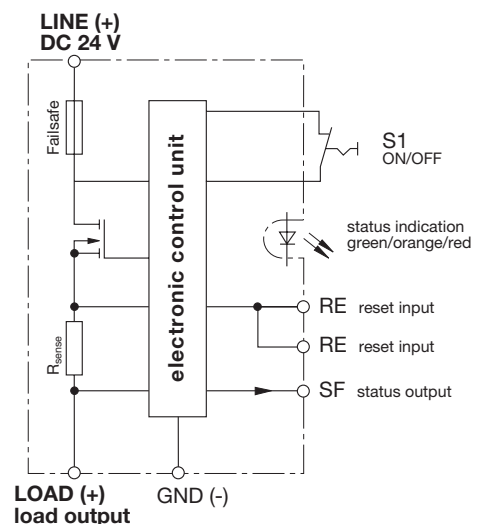 LINE (+)
DC 24 V
Failsafe
electronic control unit
S1
ON/OFF
status indication
green/orange/red
RE reset input
RE reset input
Rsense
SF status output
LOAD (+)
load output
GND (-)